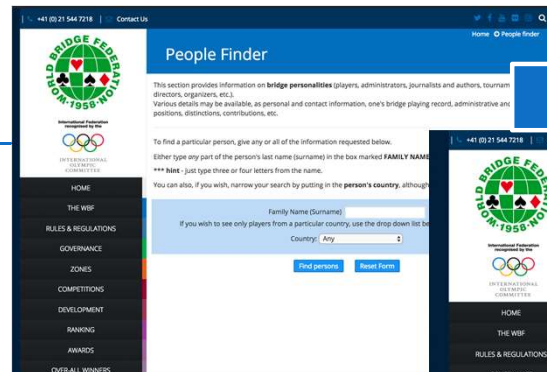 +41 (0) 21 544 7218 | Contact Us
Home People finder
WORLD BRIDGE FEDERATION
•1958•
International Federation
recognised by the
INTERNATIONAL
OLYMPIC
COMMITTEE
HOME
THE WBF
RULES & REGULATIONS
GOVERNANCE
ZONES
COMPETITIONS
DEVELOPMENT
RANKING
AWARDS
OVER-ALL WINNERS
People Finder
This section provides information on bridge personalities (players, administrators, journalists and authors, tournam
directors, organizers, etc.).
Various details may be available, as personal and contact information, one's bridge playing record, administrative and
positions, distinctions, contributions, etc.
To find a particular person, give any or all of the information requested below.
Either type any part of the person's last name (surname) in the box marked FAMILY NAME
*** hint - just type three or four letters from the name.
You can also, if you wish, narrow your search by putting in the person's country, although
Family Name (Surname)
If you wish to see only players from a particular country, use the drop down list be
Country: Any
Find persons Reset Form
+41 (0) 21 544 7218 |
WORLD BRIDGE FE
•1958•
International Federation
recognised by the
INTERNATIONAL
OLYMPIC
COMMITTEE
HOME
THE WBF
RULES & REGULATIONS